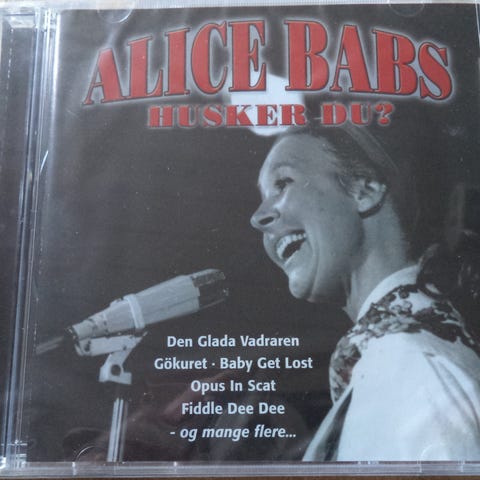 ALICE BABS
HUSKER DU?
Den Glada Vadraren
Gökuret · Baby Get Lost
Opus In Scat
Fiddle Dee Dee
- og mange flere...